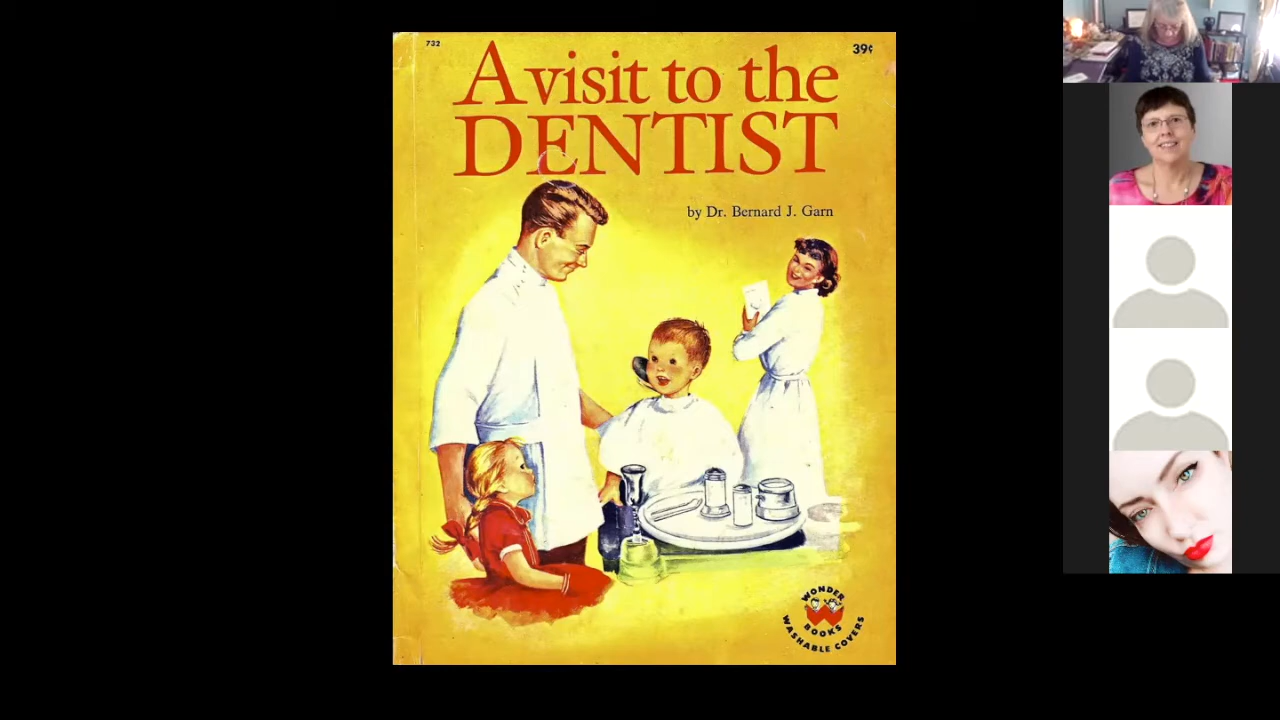 732
39¢
A visit to the
DENTIST
by Dr. Bernard J. Garn
WONDER
BOOKS
WASHABLE COVERS